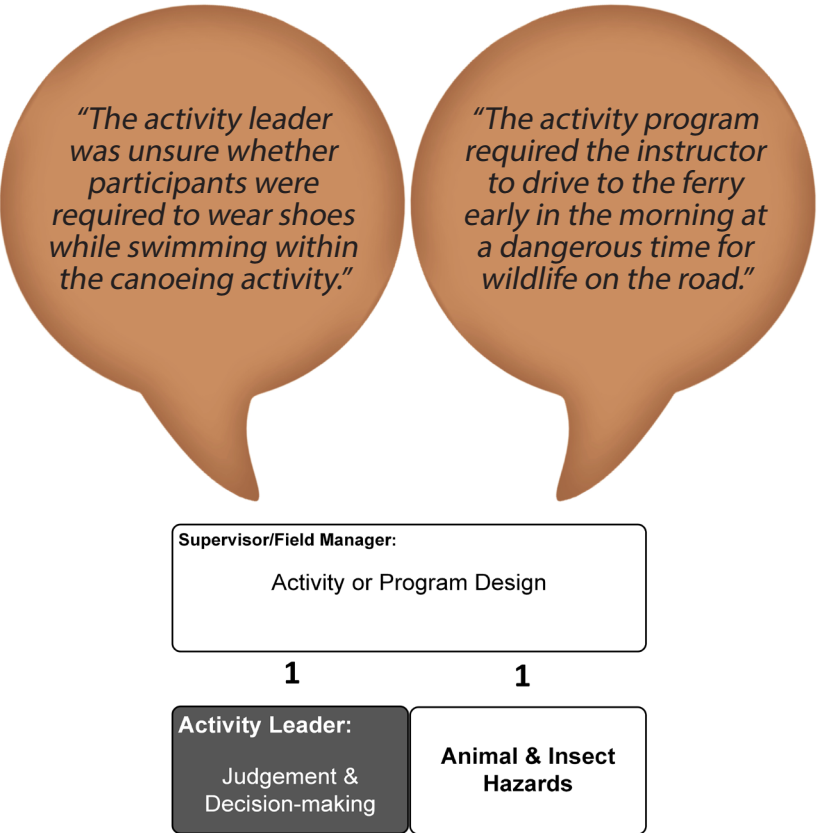 “The activity leader
was unsure whether
participants were
required to wear shoes
while swimming within
the canoeing activity.”
“The activity program
required the instructor
to drive to the ferry
early in the morning at
a dangerous time for
wildlife on the road.”
Supervisor/Field Manager:
Activity or Program Design
1
1
Activity Leader:
Judgement &
Decision-making
Animal & Insect
Hazards